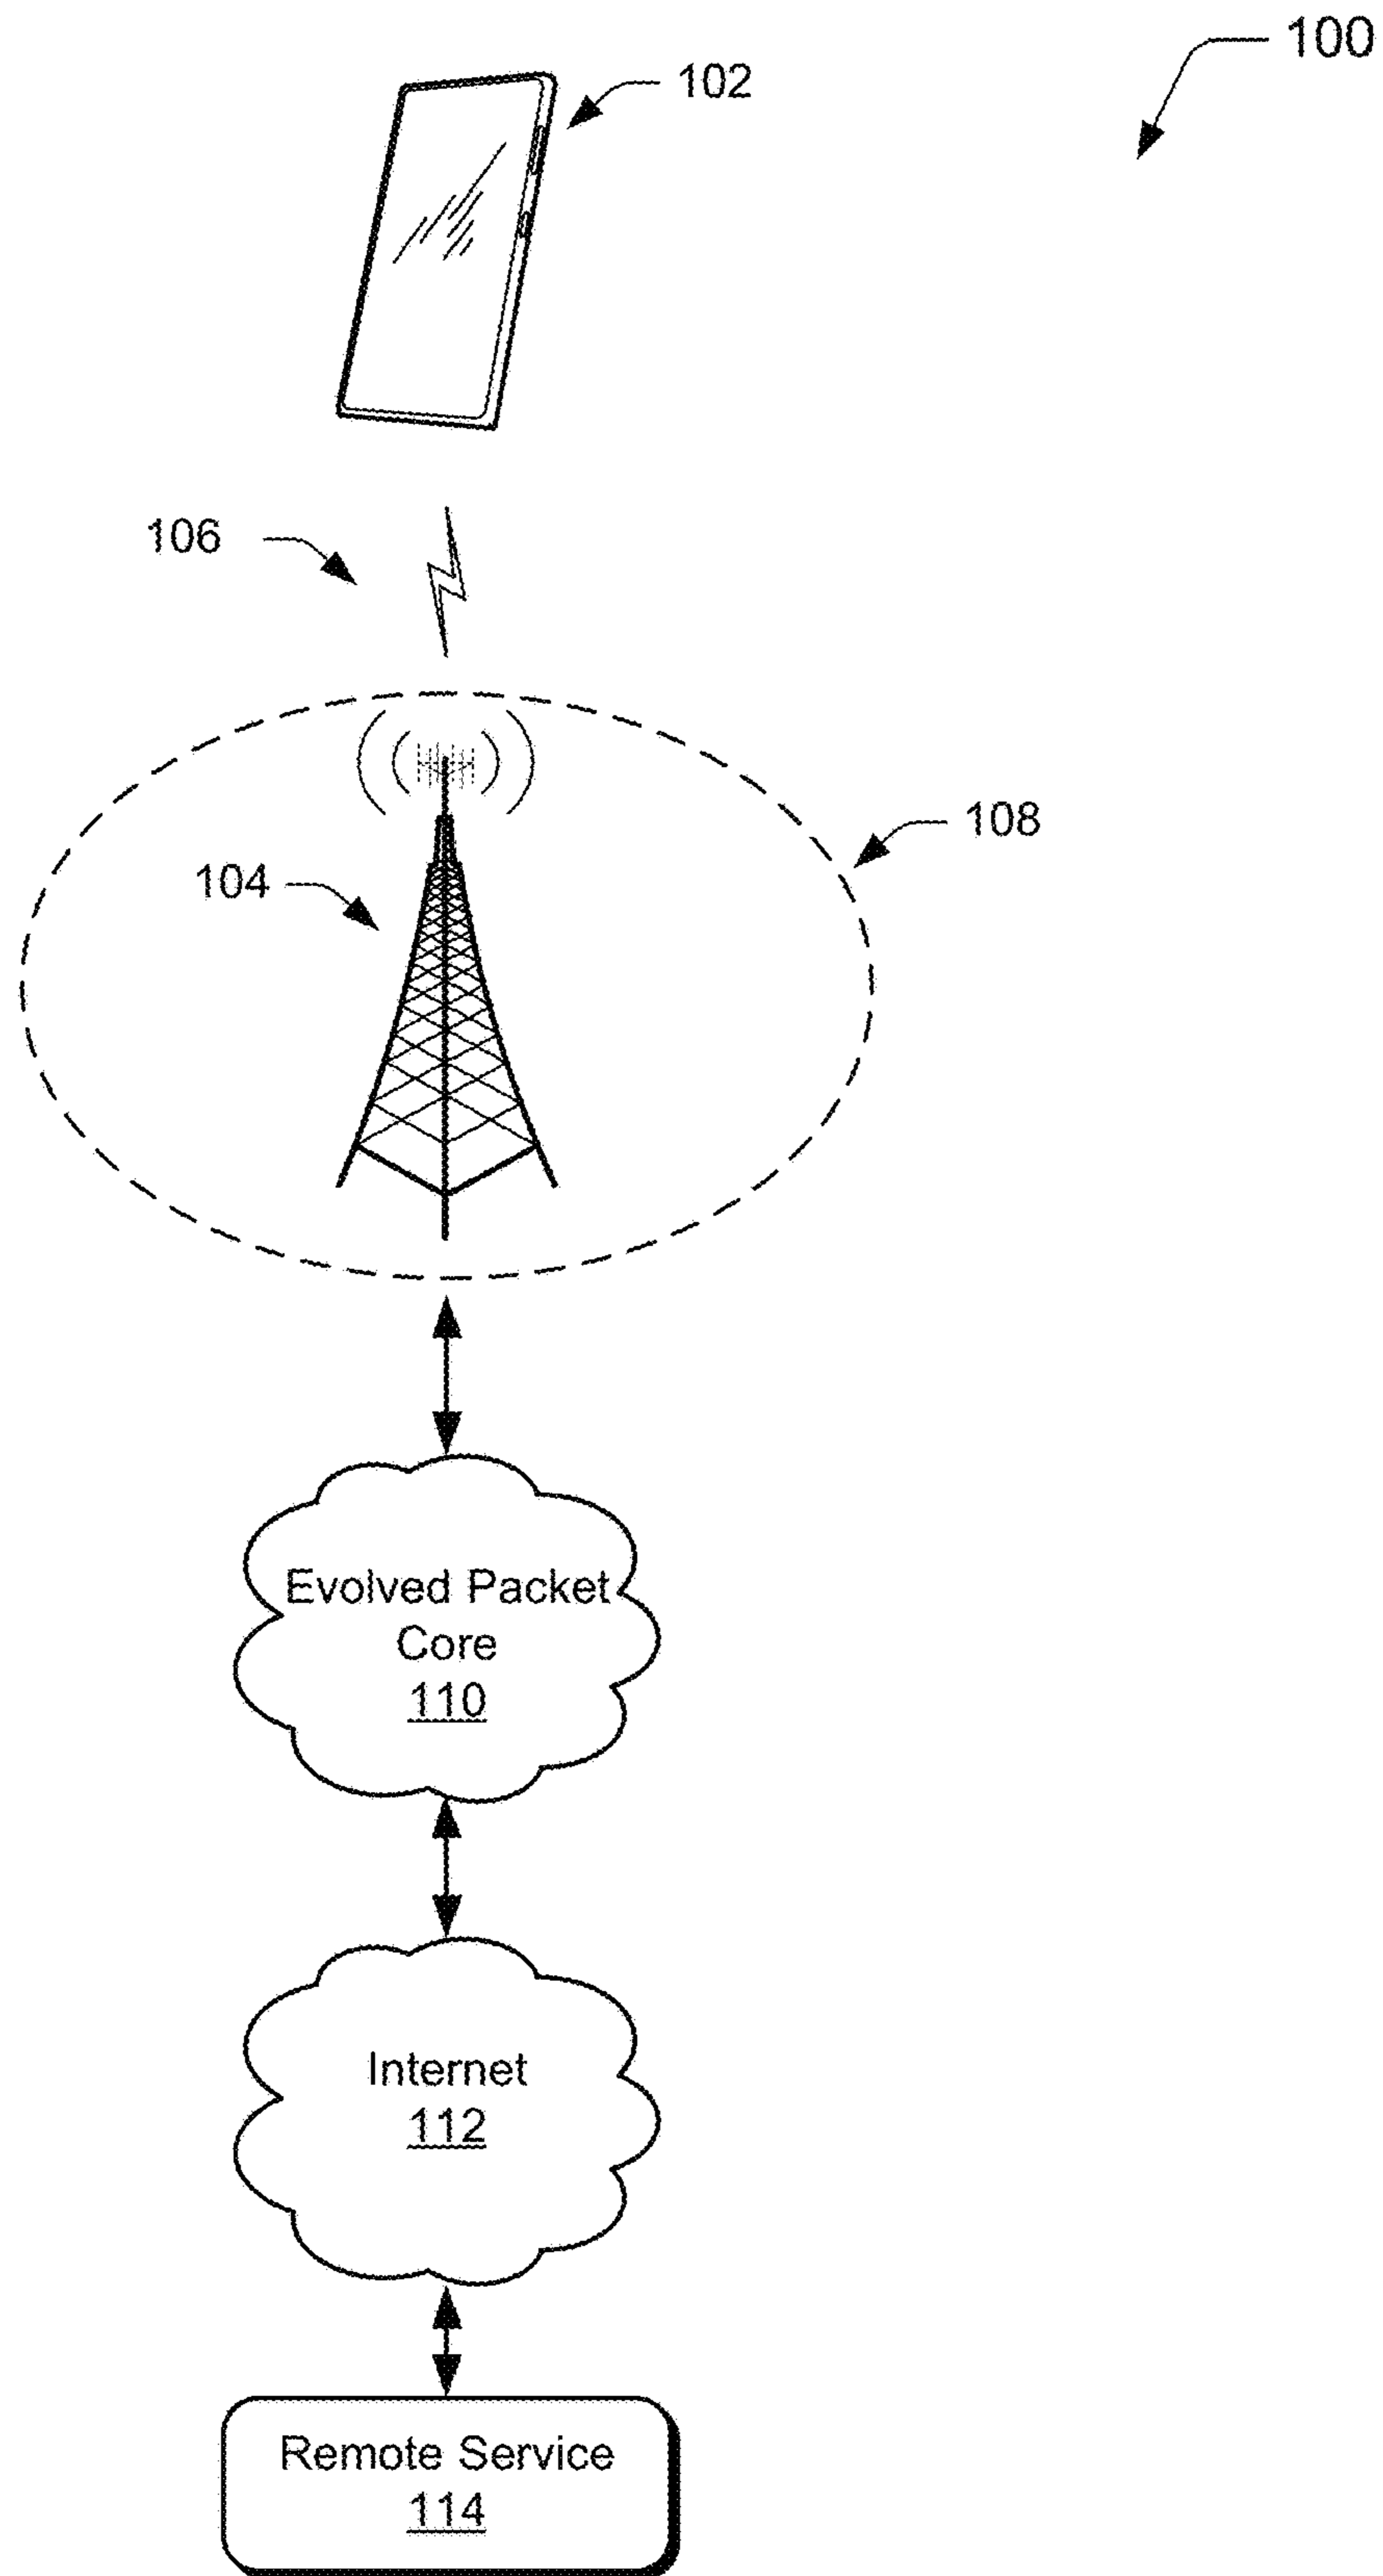 100
102
106
108
104
Evolved Packet
Core
110
Internet
112
Remote Service
114